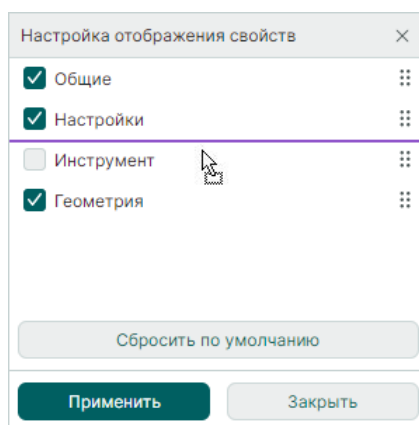 Настройка отображения свойств
Общие
Настройки
Инструмент
Геометрия
Сбросить по умолчанию
Применить
Закрыть